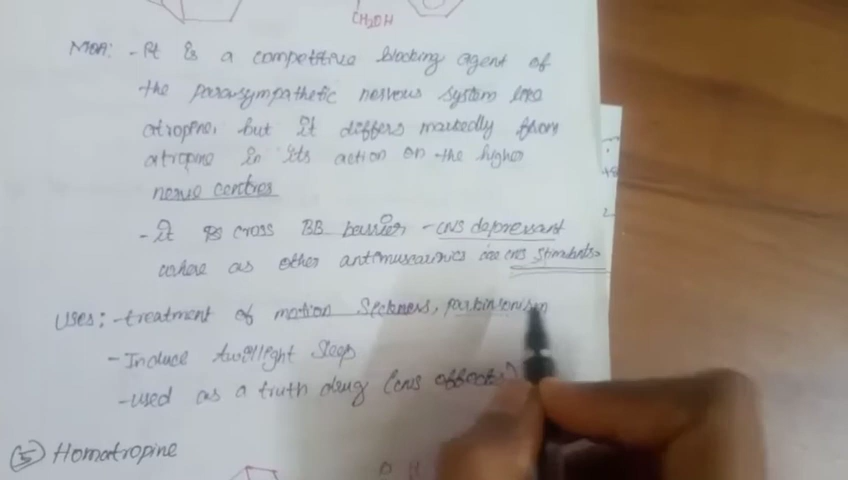 CH2OH
MOA: - It is a competitive blocking agent of
the parasympathetic nervous system like
atropine, but it differs markedly from
atropine in its action on the higher
nerve centres
- It is cross BB barrier - CNS depressant
where as other antimuscarinics are CNS stimulants.
Uses: - treatment of motion sickness, parkinsonism
- Induce twillight sleep
- used as a truth drug (CNS effects)
(5) Homatropine
O H